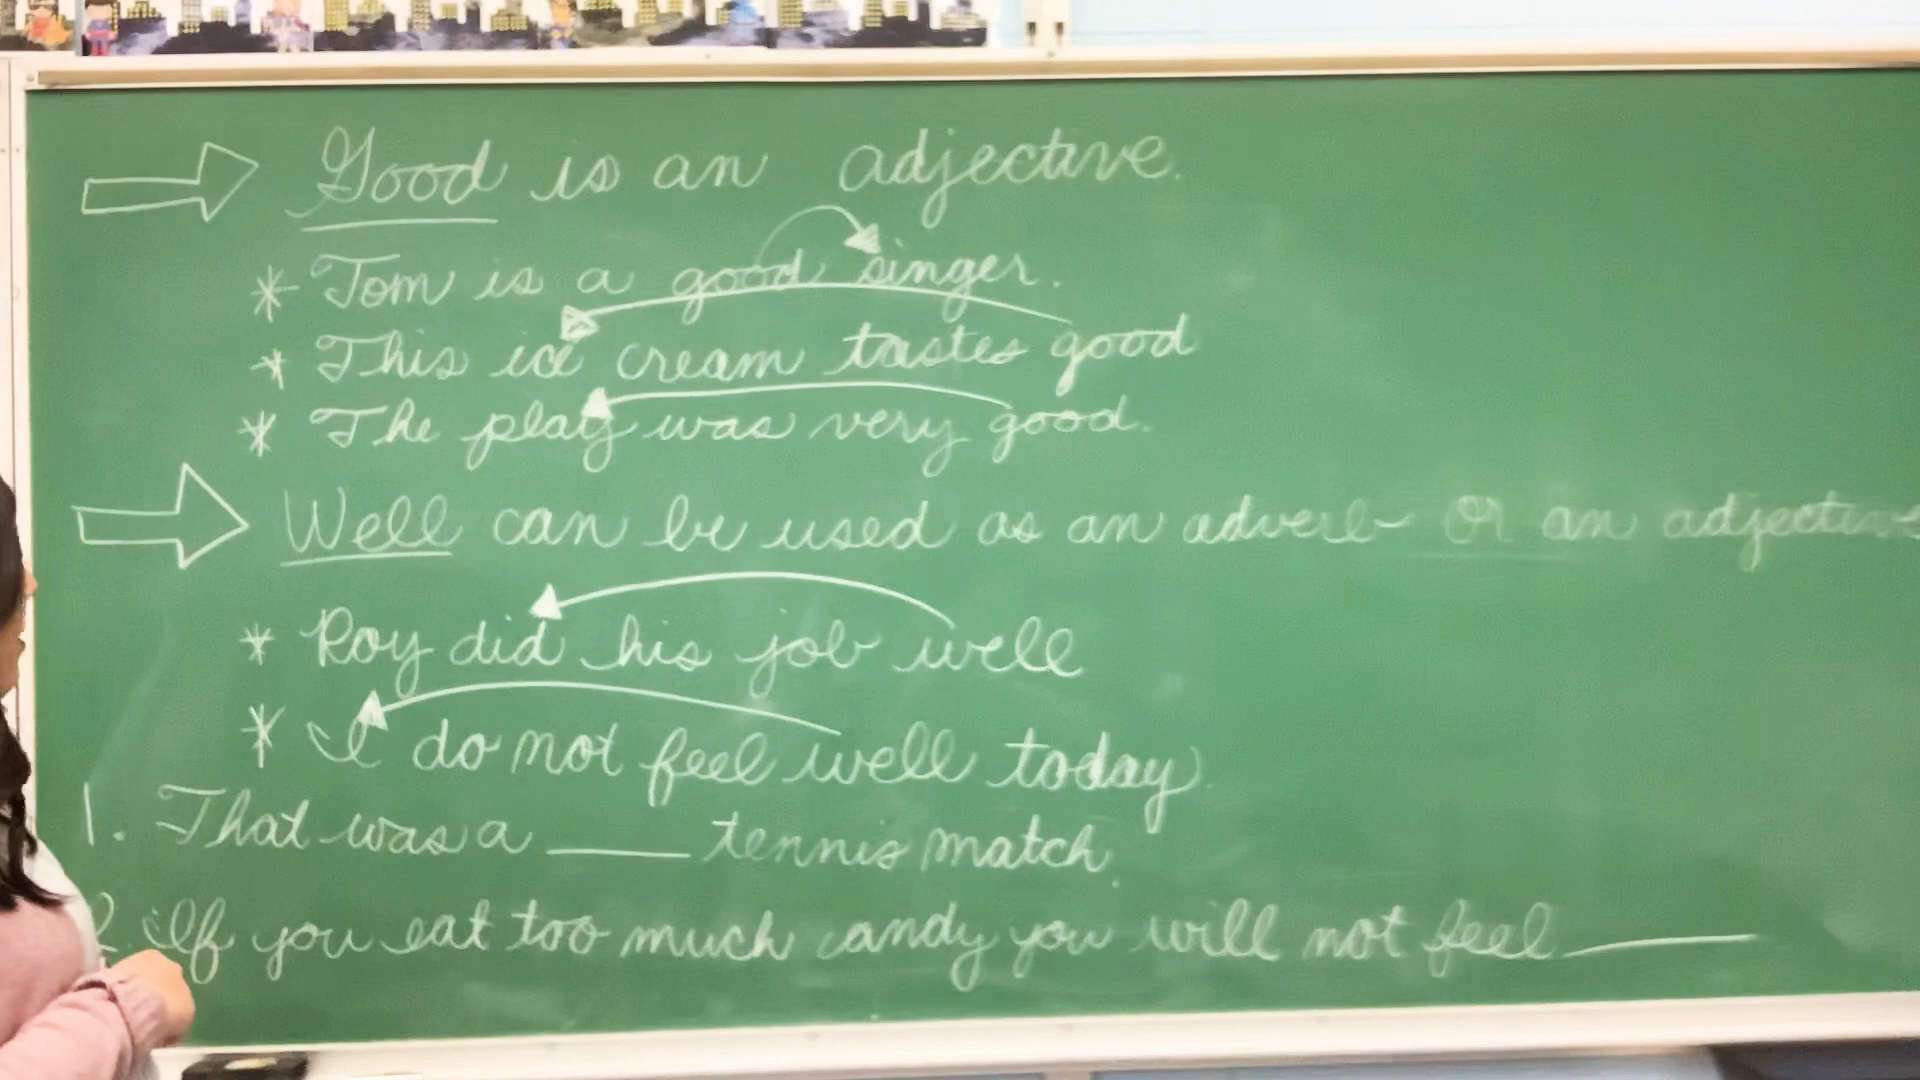 Good is an adjective.
* Tom is a good singer.
* This ice cream tastes good
* The play was very good.
Well can be used as an adverb or an adjective
* Roy did his job well
* I do not feel well today.
1. That was a ____ tennis match.
2. If you eat too much candy you will not feel ____